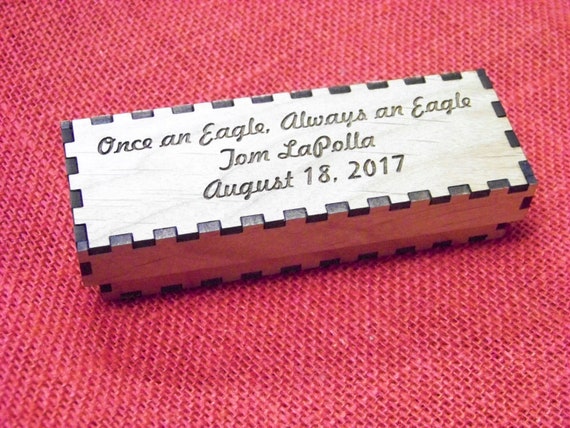 Once an Eagle, Always an Eagle
Tom LaPolla
August 18, 2017